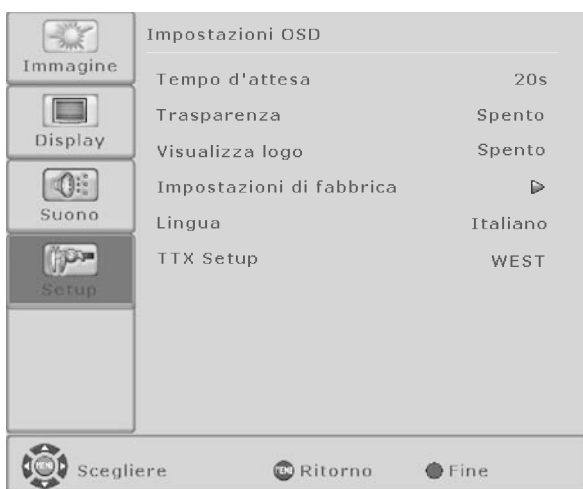 Immagine
Display
Suono
Setup
Impostazioni OSD
Tempo d'attesa 20s
Trasparenza Spento
Visualizza logo Spento
Impostazioni di fabbrica
Lingua Italiano
TTX Setup WEST
Scegliere Ritorno Fine